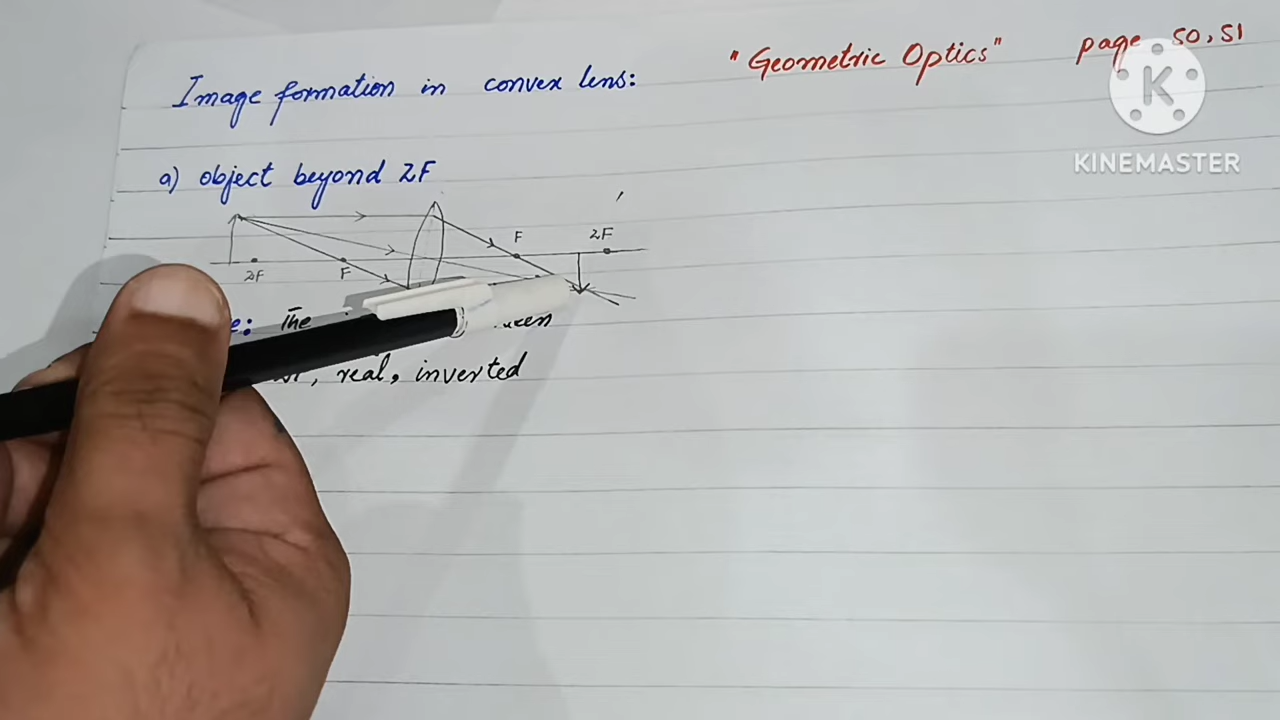 "Geometric Optics" page 50, 51
Image formation in convex lens:
KINEMASTER
a) object beyond 2F
F 2F
2F F
The
real, inverted